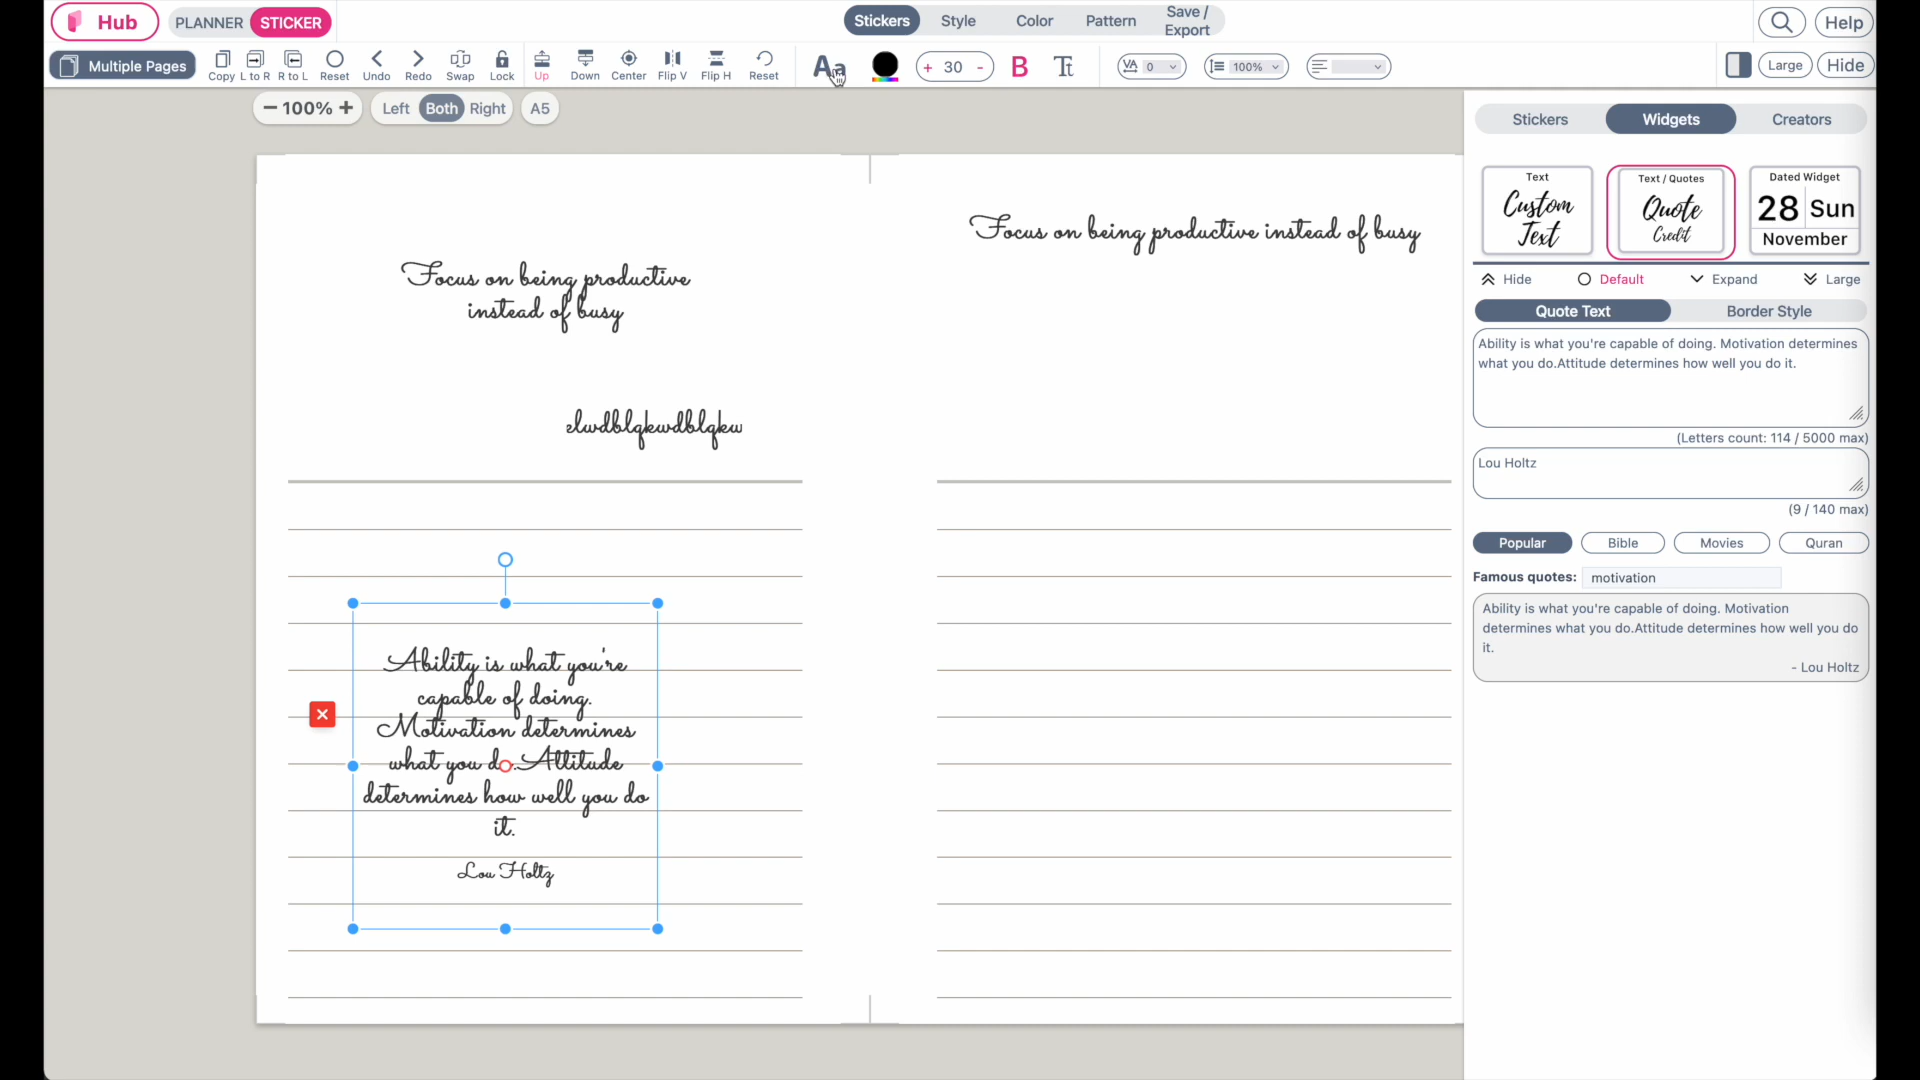 Hub
PLANNER STICKER
Stickers Style Color Pattern Save / Export
Help
Multiple Pages
Copy L to R R to L Reset Undo Redo Swap Lock Up Down Center Flip V Flip H Reset
Aa + 30 - B Tt VA 0 100%
Large Hide
100% Left Both Right A5
Focus on being productive
instead of busy
elwdblqkwdblqkw
Ability is what you're
capable of doing.
Motivation determines
what you do.Attitude
determines how well you do
it.
Lou Holtz
Focus on being productive instead of busy
Stickers Widgets Creators
Text
Custom
Text
Text / Quotes
Quote
Credit
Dated Widget
28 Sun
November
Hide Default Expand Large
Quote Text Border Style
Ability is what you're capable of doing. Motivation determines
what you do.Attitude determines how well you do it.
(Letters count: 114 / 5000 max)
Lou Holtz
(9 / 140 max)
Popular Bible Movies Quran
Famous quotes: motivation
Ability is what you're capable of doing. Motivation
determines what you do.Attitude determines how well you do
it.
- Lou Holtz